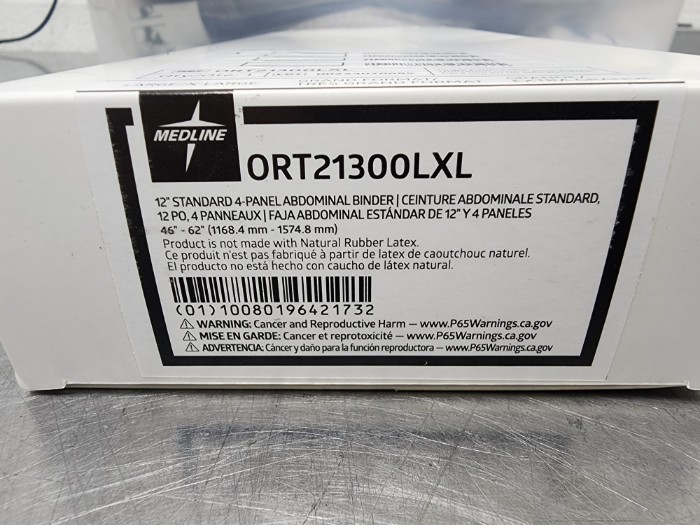 MEDLINE
ORT21300LXL
12" STANDARD 4-PANEL ABDOMINAL BINDER | CEINTURE ABDOMINALE STANDARD,
12 PO, 4 PANNEAUX | FAJA ABDOMINAL ESTÁNDAR DE 12" Y 4 PANELES
46" - 62" (1168.4 mm - 1574.8 mm)
Product is not made with Natural Rubber Latex.
Ce produit n'est pas fabriqué à partir de latex de caoutchouc naturel.
El producto no está hecho con caucho de látex natural.
(01)10080196421732
WARNING: Cancer and Reproductive Harm — www.P65Warnings.ca.gov
MISE EN GARDE: Cancer et reprotoxicité — www.P65Warnings.ca.gov
ADVERTENCIA: Cáncer y daño para la función reproductora — www.P65Warnings.ca.gov